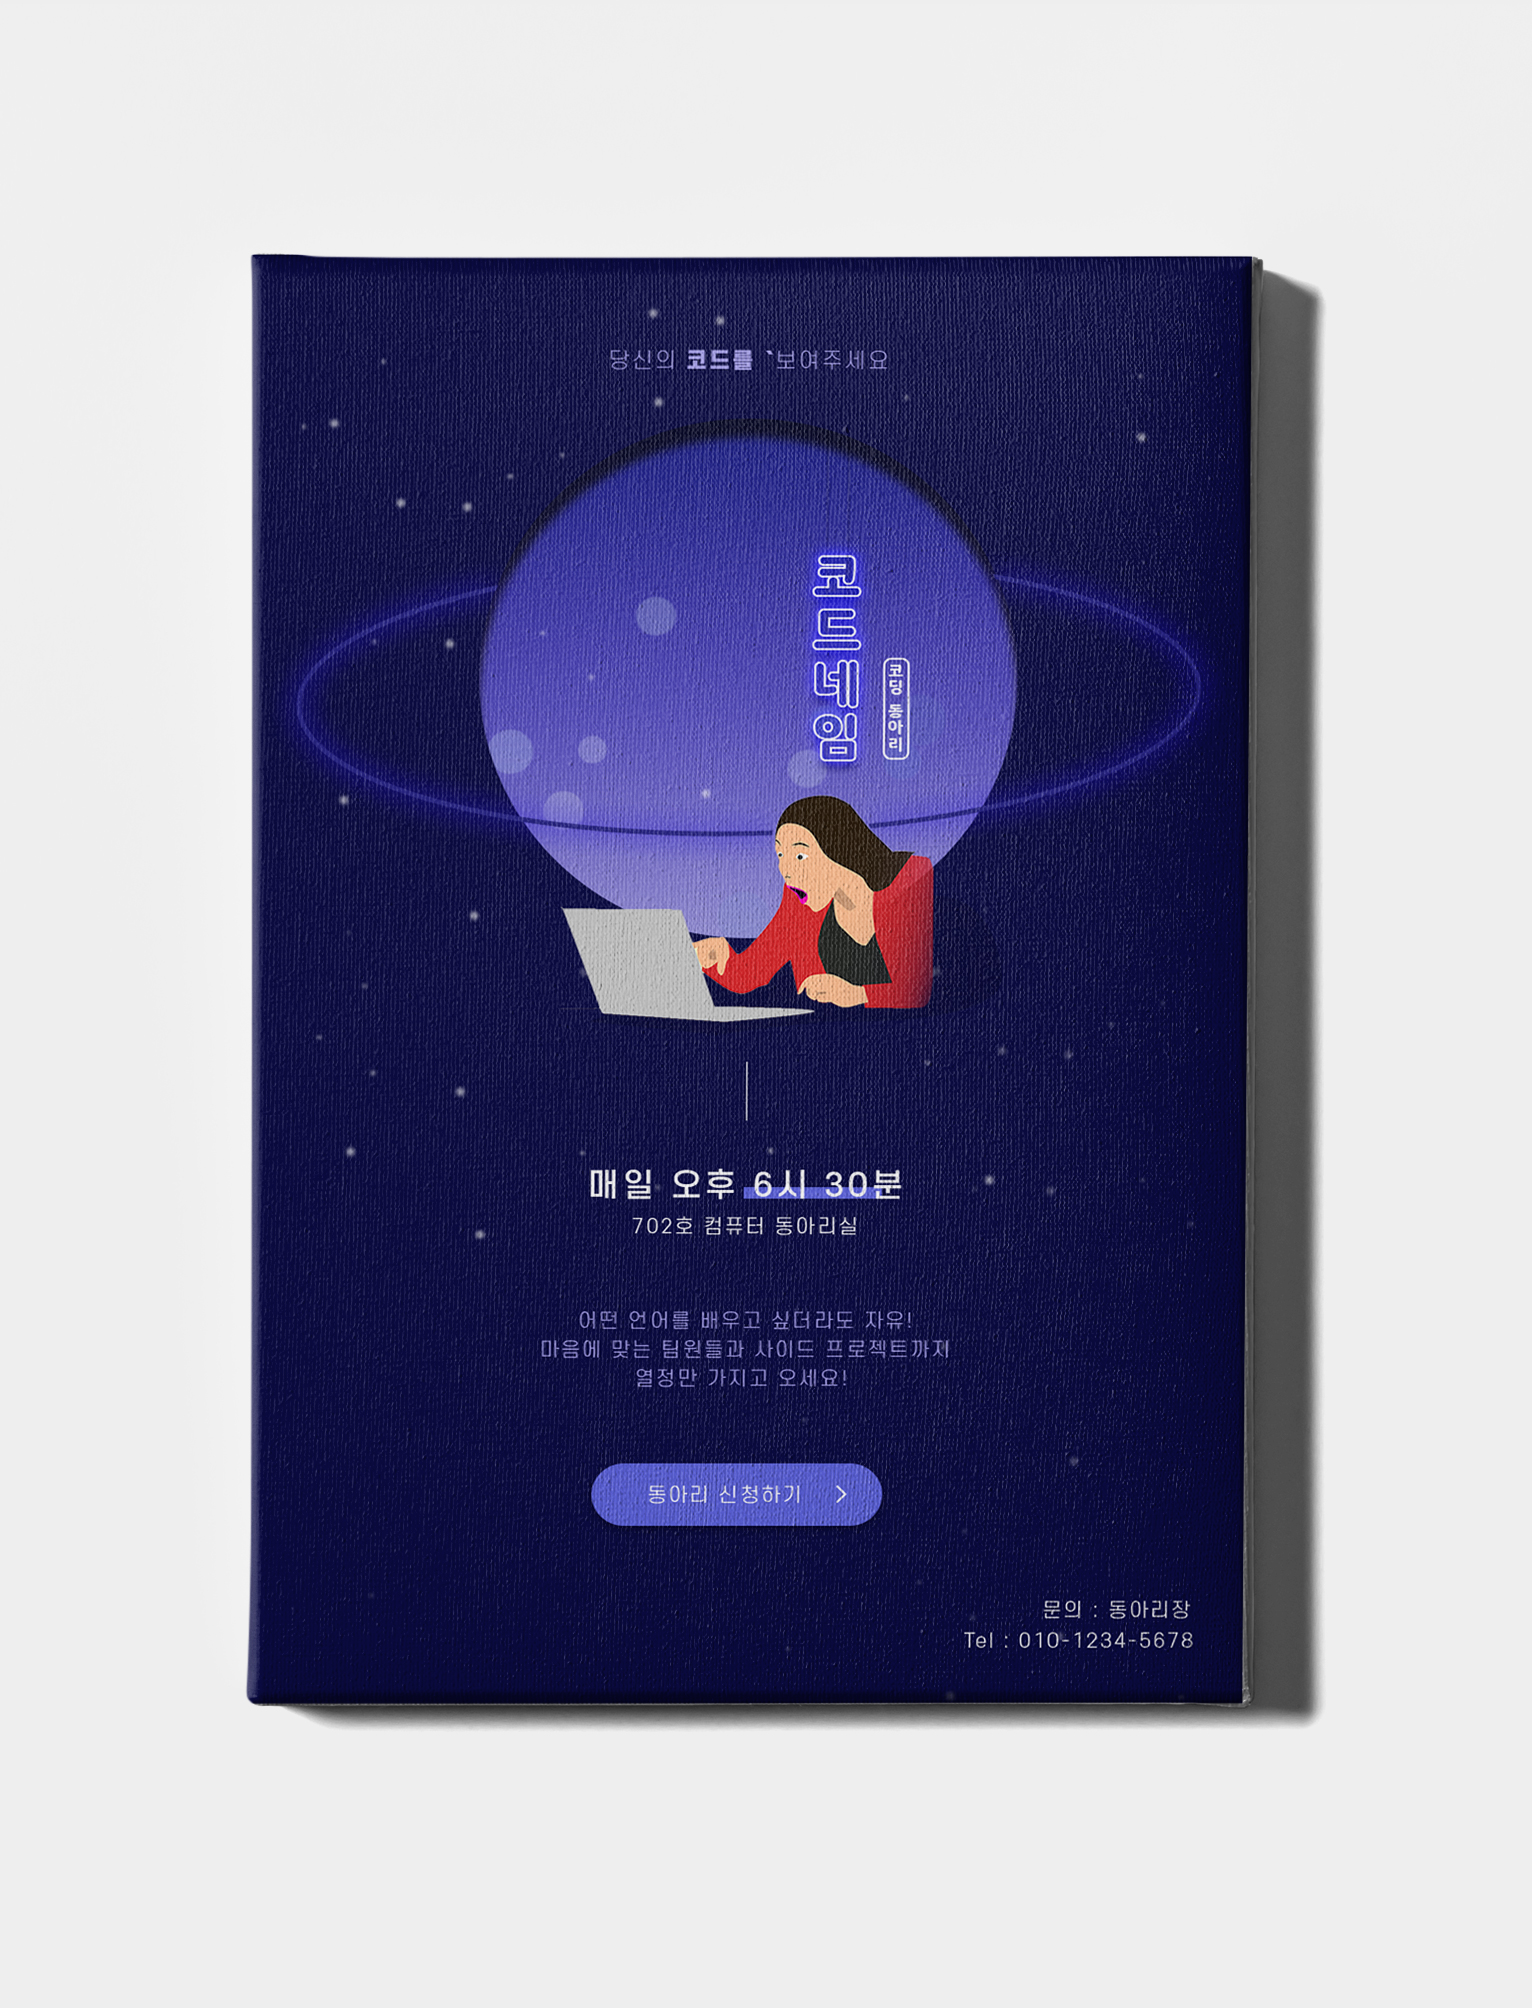 당신의 코드를 `보여주세요
코드네임
코딩 동아리
매일 오후 6시 30분
702호 컴퓨터 동아리실
어떤 언어를 배우고 싶더라도 자유!
마음에 맞는 팀원들과 사이드 프로젝트까지
열정만 가지고 오세요!
동아리 신청하기 >
문의 : 동아리장
Tel : 010-1234-5678